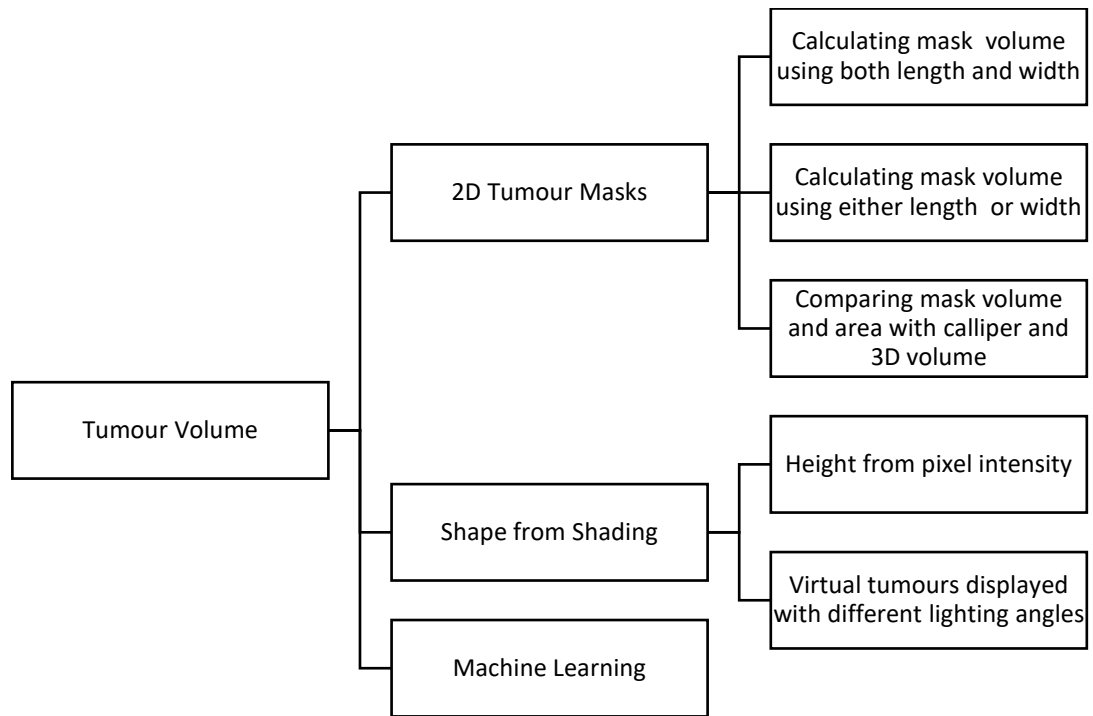 Calculating mask  volume
using both length and width
2D Tumour Masks
Calculating mask volume
using either length  or width
Comparing mask volume
and area with calliper and
3D volume
Tumour Volume
Height from pixel intensity
Shape from Shading
Virtual tumours displayed
with different lighting angles
Machine Learning